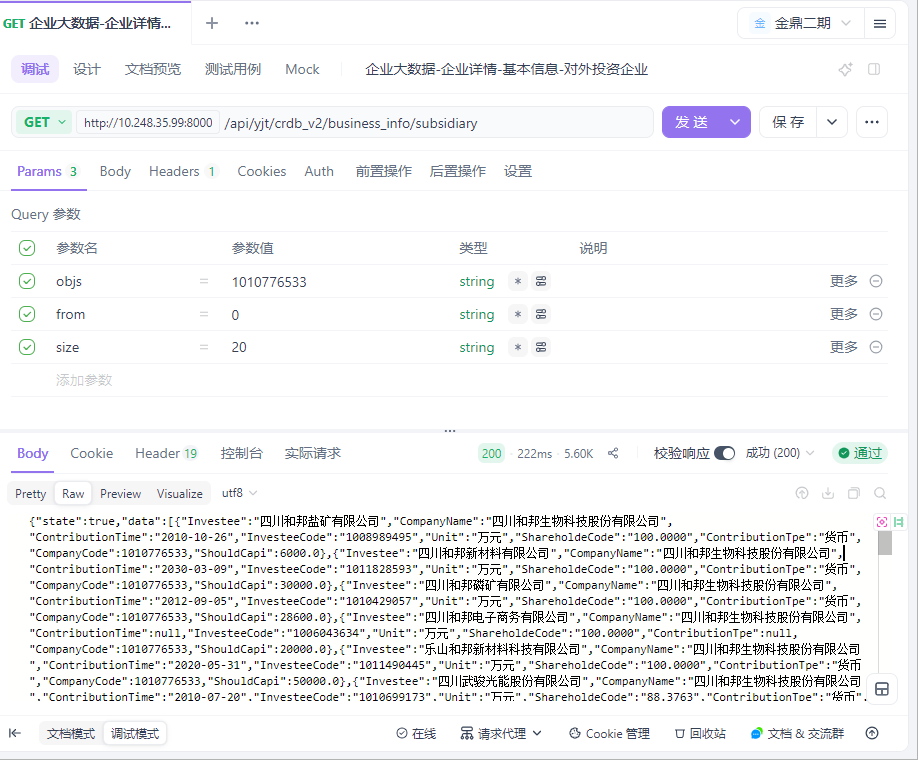 GET 企业大数据-企业详情...
金 金鼎二期
调试 设计 文档预览 测试用例 Mock 企业大数据-企业详情-基本信息-对外投资企业
GET http://10.248.35.99:8000 /api/yjt/crdb_v2/business_info/subsidiary 发 送 保 存
Params 3 Body Headers 1 Cookies Auth 前置操作 后置操作 设置
Query 参数
参数名 参数值 类型 说明
objs = 1010776533 string * 更多
from = 0 string * 更多
size = 20 string * 更多
添加参数
Body Cookie Header 19 控制台 实际请求 200 222ms 5.60K 校验响应 成功 (200) 通过
Pretty Raw Preview Visualize utf8
{"state":true,"data":[{"Investee":"四川和邦盐矿有限公司","CompanyName":"四川和邦生物科技股份有限公司",
"ContributionTime":"2010-10-26","InvesteeCode":"1008989495","Unit":"万元","ShareholdeCode":"100.0000","ContributionTpe":"货币",
"CompanyCode":1010776533,"ShouldCapi":6000.0},{"Investee":"四川和邦新材料有限公司","CompanyName":"四川和邦生物科技股份有限公司",
"ContributionTime":"2030-03-09","InvesteeCode":"1011828593","Unit":"万元","ShareholdeCode":"100.0000","ContributionTpe":"货币",
"CompanyCode":1010776533,"ShouldCapi":30000.0},{"Investee":"四川和邦磷矿有限公司","CompanyName":"四川和邦生物科技股份有限公司",
"ContributionTime":"2012-09-05","InvesteeCode":"1010429057","Unit":"万元","ShareholdeCode":"100.0000","ContributionTpe":"货币",
"CompanyCode":1010776533,"ShouldCapi":28600.0},{"Investee":"四川和邦电子商务有限公司","CompanyName":"四川和邦生物科技股份有限公司",
"ContributionTime":null,"InvesteeCode":"1006043634","Unit":"万元","ShareholdeCode":"100.0000","ContributionTpe":null,
"CompanyCode":1010776533,"ShouldCapi":20000.0},{"Investee":"乐山和邦新材料科技有限公司","CompanyName":"四川和邦生物科技股份有限公司
","ContributionTime":"2020-05-31","InvesteeCode":"1011490445","Unit":"万元","ShareholdeCode":"100.0000","ContributionTpe":"货币
","CompanyCode":1010776533,"ShouldCapi":50000.0},{"Investee":"四川武骏光能股份有限公司","CompanyName":"四川和邦生物科技股份有限公司
","ContributionTime":"2010-07-20","InvesteeCode":"1010699173","Unit":"万元","ShareholdeCode":"88.3763","ContributionTpe":"货币",
文档模式 调试模式 在线 请求代理 Cookie 管理 回收站 文档 & 交流群